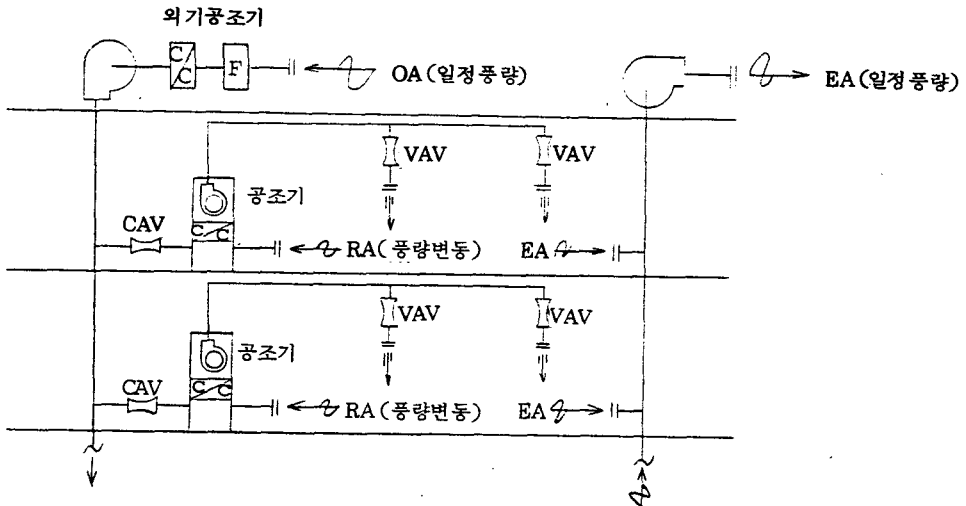 외기공조기
C/C
F
OA(일정풍량)
EA(일정풍량)
VAV
VAV
공조기
CAV
C/C
RA(풍량변동)
EA
VAV
VAV
공조기
CAV
C/C
RA(풍량변동)
EA